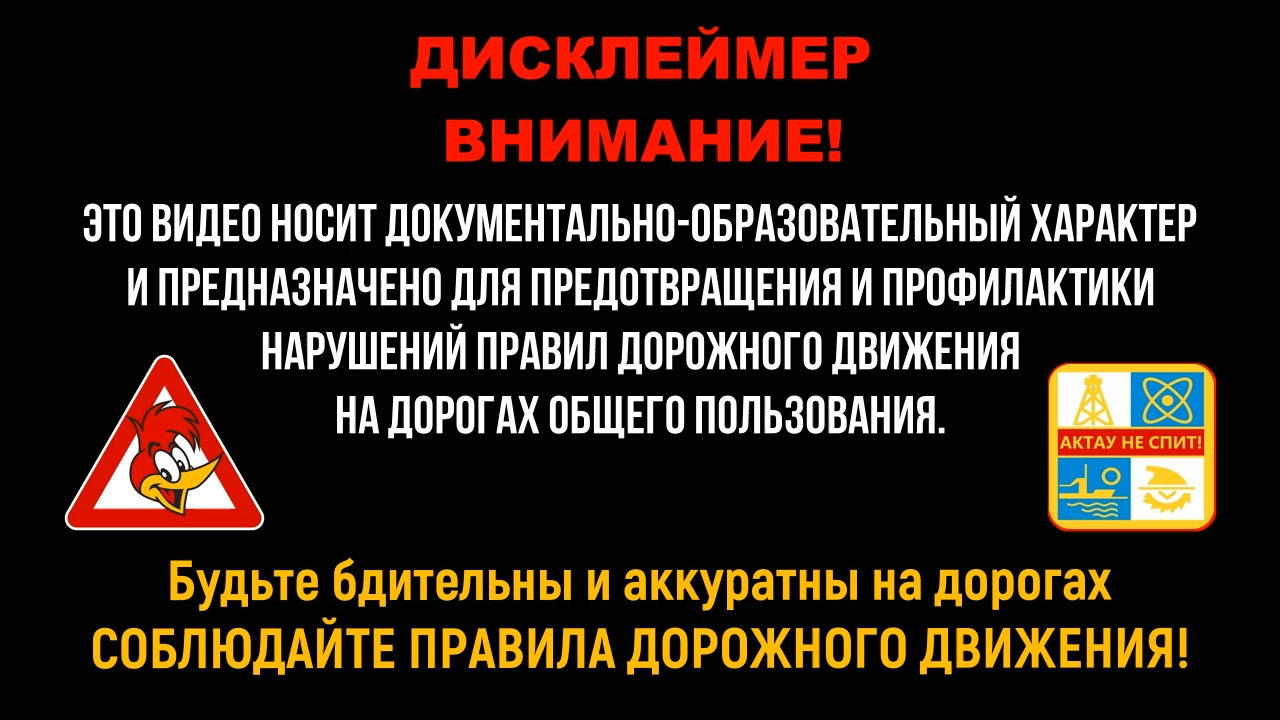 ДИСКЛЕЙМЕР
ВНИМАНИЕ!
ЭТО ВИДЕО НОСИТ ДОКУМЕНТАЛЬНО-ОБРАЗОВАТЕЛЬНЫЙ ХАРАКТЕР
И ПРЕДНАЗНАЧЕНО ДЛЯ ПРЕДОТВРАЩЕНИЯ И ПРОФИЛАКТИКИ
НАРУШЕНИЙ ПРАВИЛ ДОРОЖНОГО ДВИЖЕНИЯ
НА ДОРОГАХ ОБЩЕГО ПОЛЬЗОВАНИЯ.
АКТАУ НЕ СПИТ!
Будьте бдительны и аккуратны на дорогах
СОБЛЮДАЙТЕ ПРАВИЛА ДОРОЖНОГО ДВИЖЕНИЯ!